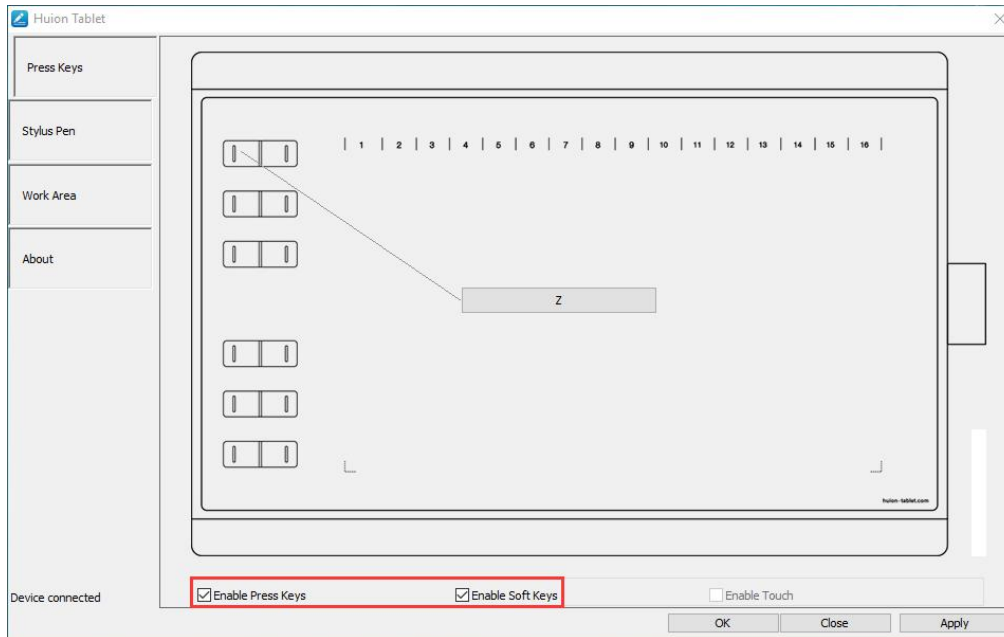 Huion Tablet
Press Keys
Stylus Pen
Work Area
About
Device connected
1 2 3 4 5 6 7 8 9 10 11 12 13 14 15 16
Z
huion-tablet.com
Enable Press Keys
Enable Soft Keys
Enable Touch
OK
Close
Apply